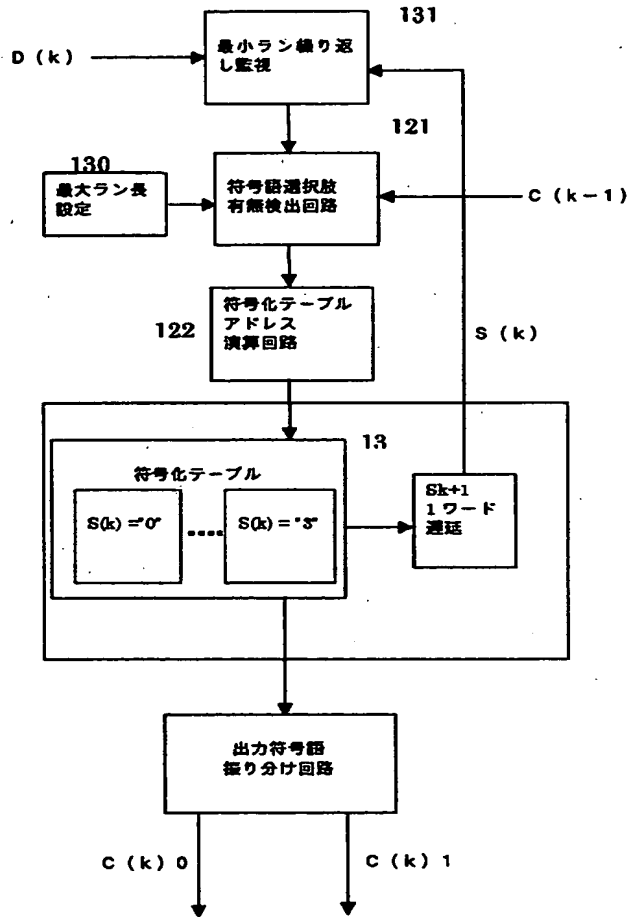 131
最小ラン繰り返
し監視
D (k)
121
130
最大ラン長
設定
符号語選択放
有無検出回路
C (k-1)
122
符号化テーブル
アドレス
演算回路
S (k)
13
符号化テーブル
S(k) ="0"
S(k) = "3"
Sk+1
1ワード
遅延
出力符号語
振り分け回路
C (k) 0
C (k) 1